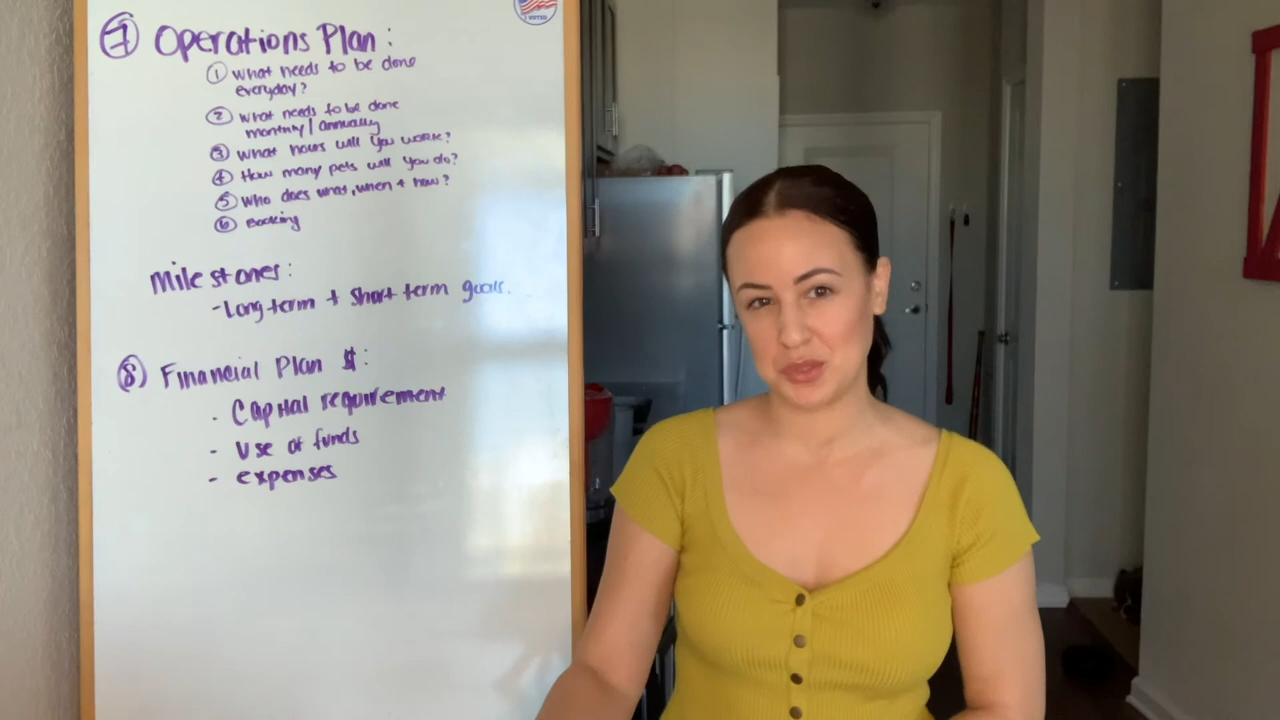 7 Operations Plan:
1 What needs to be done
everyday?
2 What needs to be done
monthly/annually
3 What hours will you work?
4 How many pets will you do?
5 Who does what, when + how?
6 Booking
Milestones:
- Long term + Short term goals.
8 Financial Plan $:
- Capital requirement
- Use of funds
- expenses
I VOTED